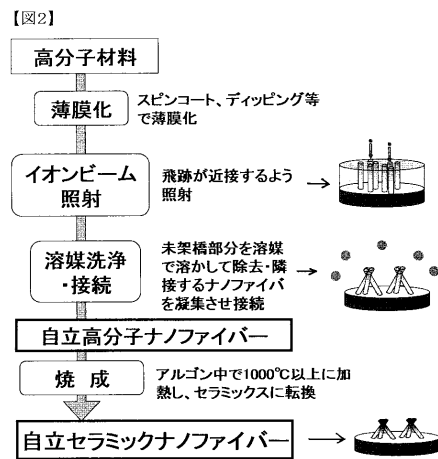 【図2】
高分子材料
薄膜化
スピンコート、ディッピング等
で薄膜化
イオンビーム
照射
飛跡が近接するよう
照射
溶媒洗浄
・接続
未架橋部分を溶媒
で溶かして除去・隣
接するナノファイバ
を凝集させ接続
自立高分子ナノファイバー
焼 成
アルゴン中で1000℃以上に加
熱し、セラミックスに転換
自立セラミックナノファイバー